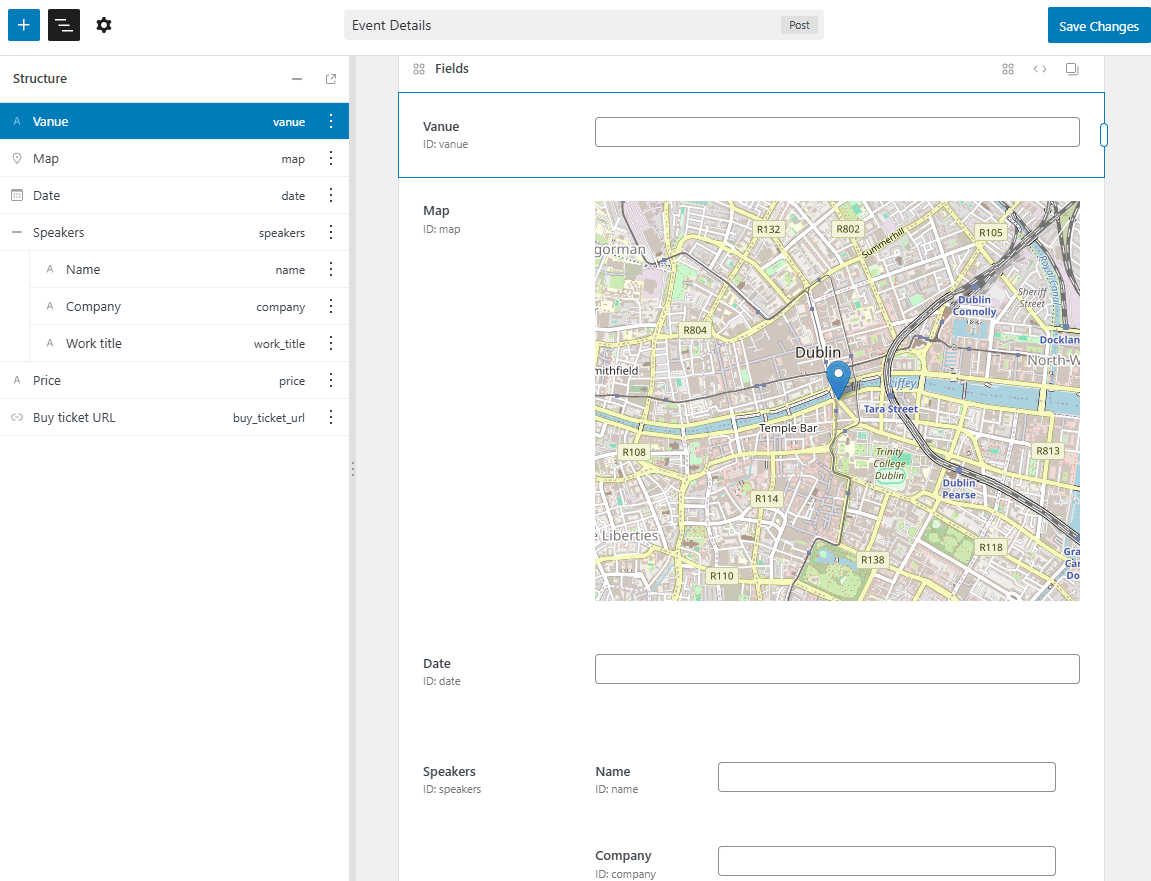 +
Event Details
Post
Save Changes
Structure
Fields
Vanue vanue
Map map
Date date
Speakers speakers
A Name name
A Company company
A Work title work_title
A Price price
Buy ticket URL buy_ticket_url
Vanue
ID: vanue
Map
ID: map
R132
R802
Summerhill
R105
gorman
Royal Canal
Sheriff
Street
Dublin
Connolly
R804
Docklan
North-W
Dublin
mithfield
Liffey
Tara Street
Temple Bar
R108
Trinity
College
Dublin
R813
Dublin
Pearse
R114
e Liberties
R118
R138
Gra
Car
Do
R110
Date
ID: date
Speakers
ID: speakers
Name
ID: name
Company
ID: company